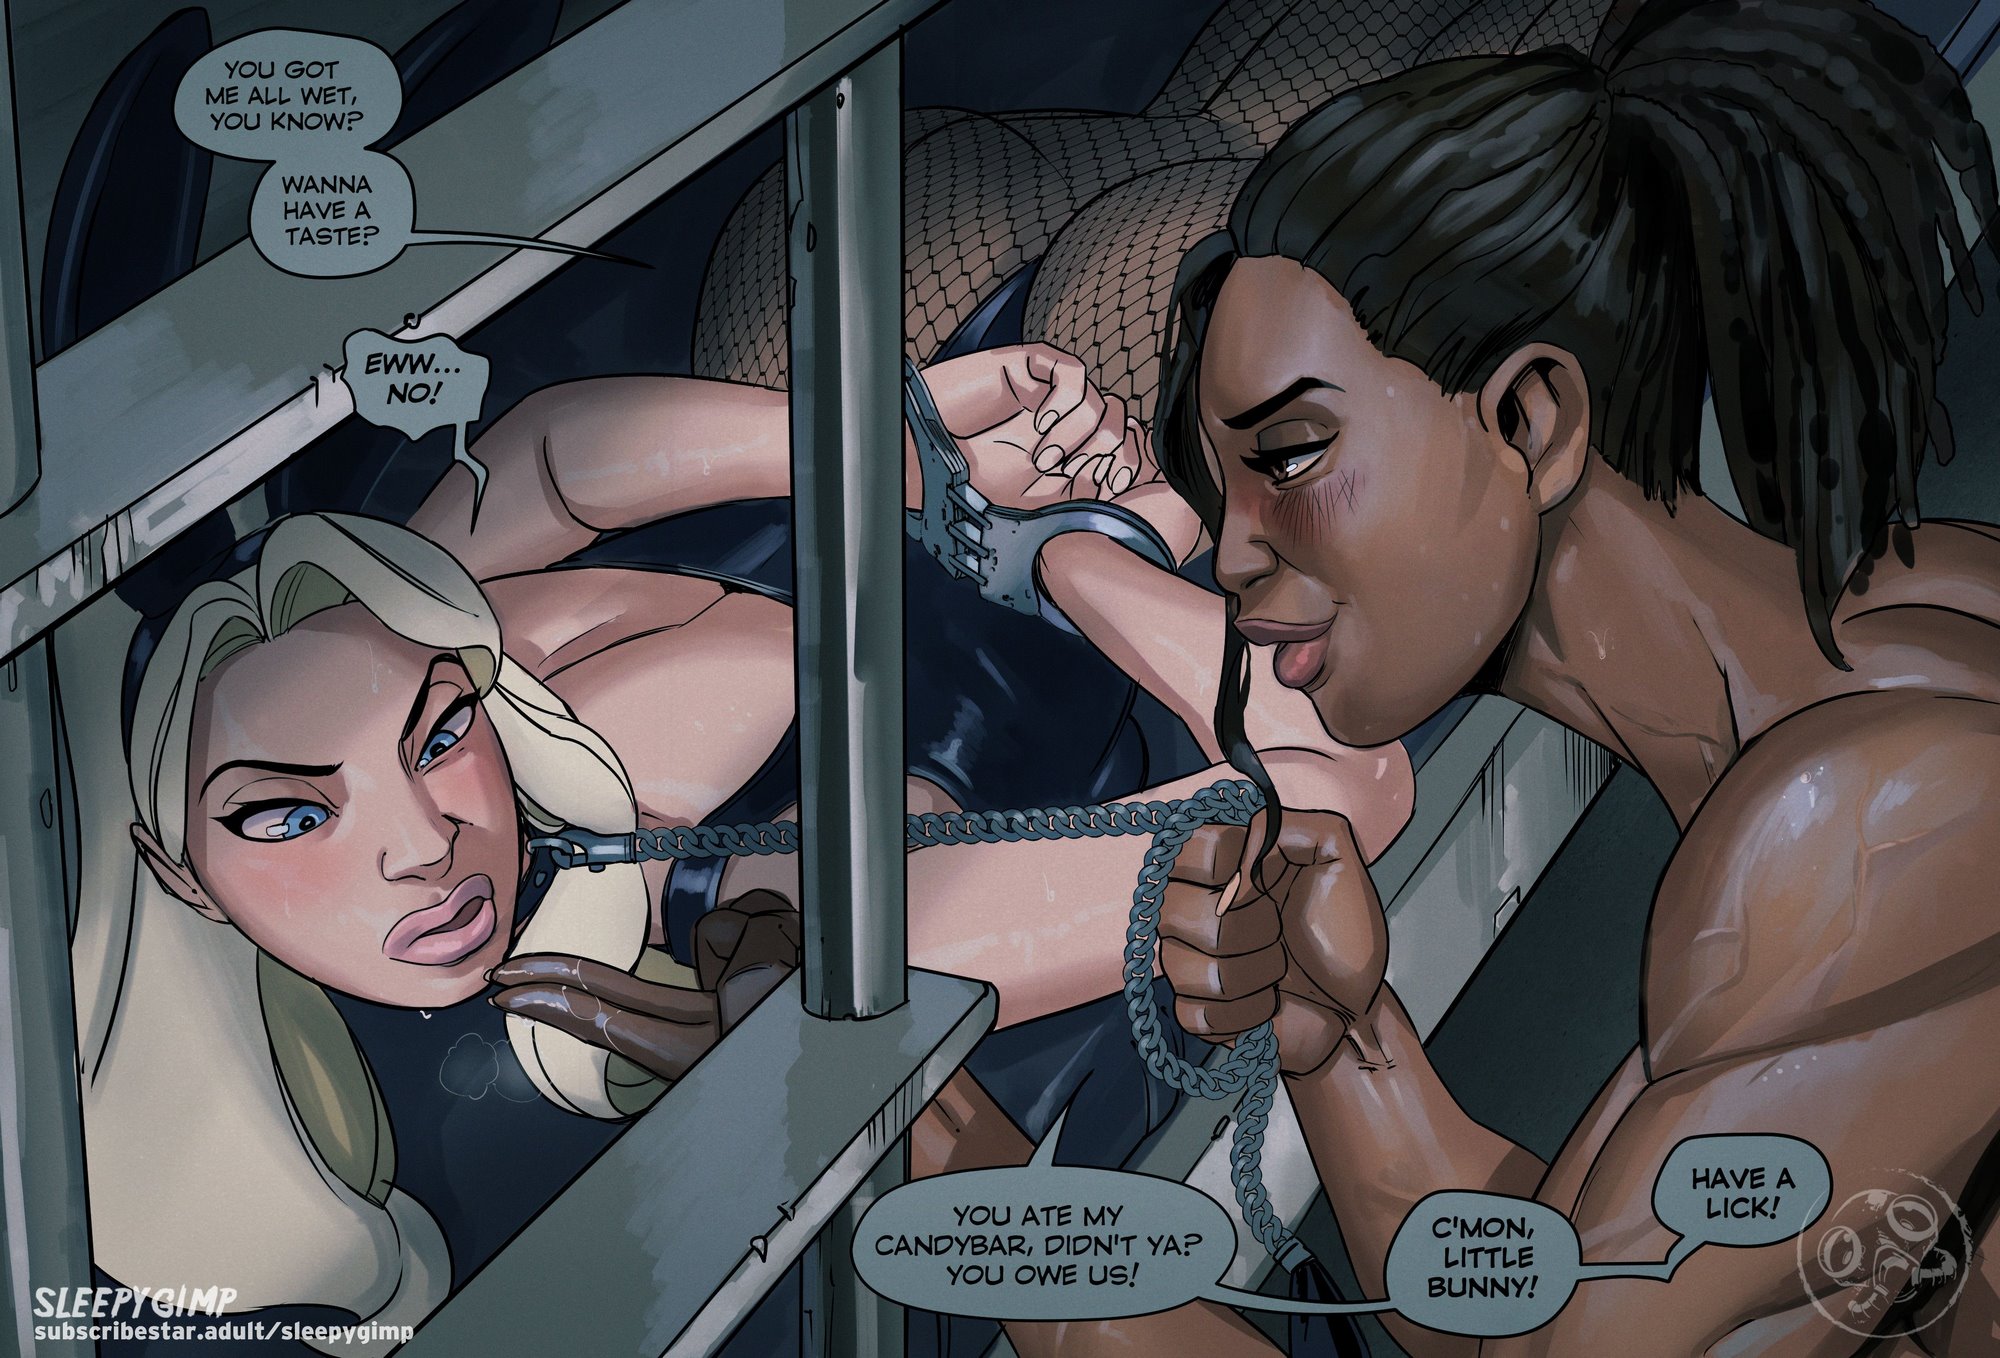 YOU GOT
ME ALL WET,
YOU KNOW?
WANNA
HAVE A
TASTE?
EWW...
NO!
YOU ATE MY
CANDYBAR, DIDN'T YA?
YOU OWE US!
C'MON,
LITTLE
BUNNY!
HAVE A
LICK!
SLEEPYGIMP
subscribestar.adult/sleepygimp